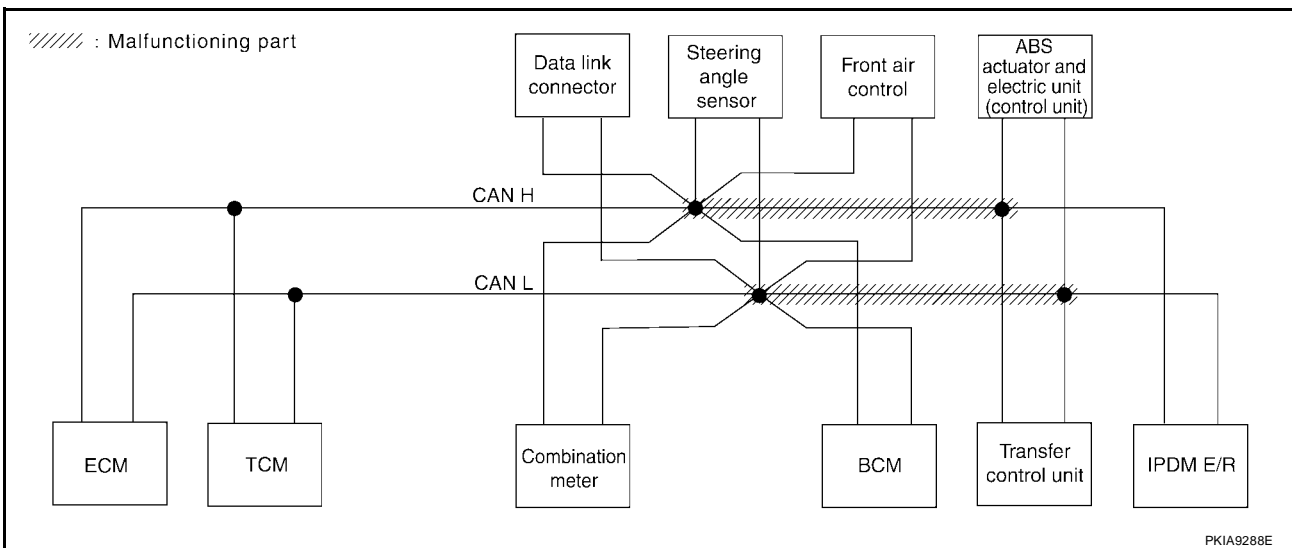 : Malfunctioning part
Data link
connector
Steering
angle
sensor
Front air
control
ABS
actuator and
electric unit
(control unit)
CAN H
CAN L
ECM
TCM
Combination
meter
BCM
Transfer
control unit
IPDM E/R
PKIA9288E